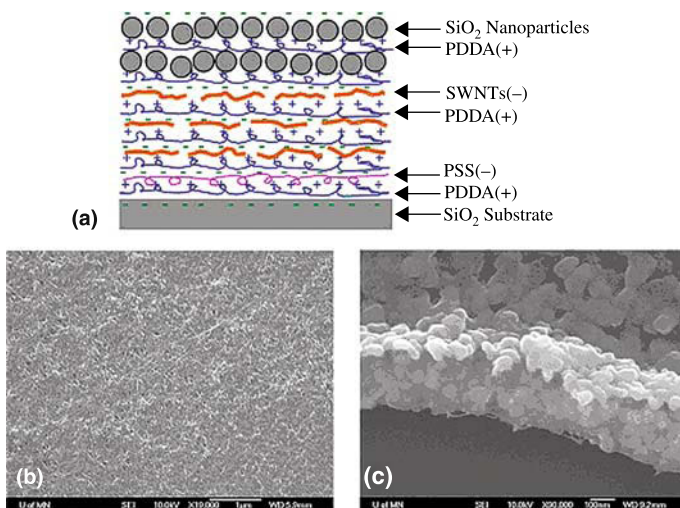 SiO2 Nanoparticles
PDDA(+)
SWNTs(–)
PDDA(+)
PSS(–)
PDDA(+)
SiO2 Substrate
(a)
(b)
U of MN SEI 10.0kV X19,000 1μm WD 5.9mm
(c)
U of MN SEI 10.0kV X90,000 100nm WD 9.2mm